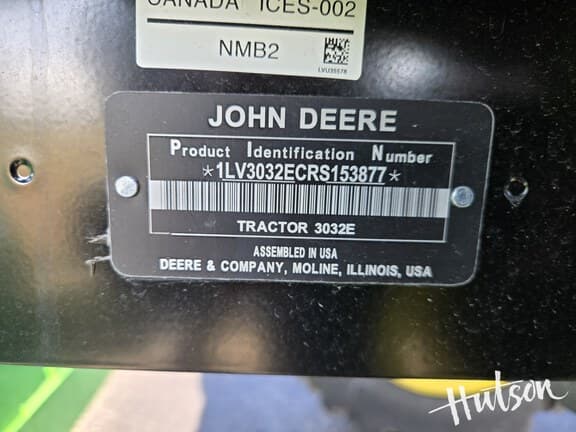 CANADA ICES-002
NMB2
LVU35578
JOHN DEERE
Product Identification Number
*1LV3032ECRS153877*
TRACTOR 3032E
ASSEMBLED IN USA
DEERE & COMPANY, MOLINE, ILLINOIS, USA
Hutson